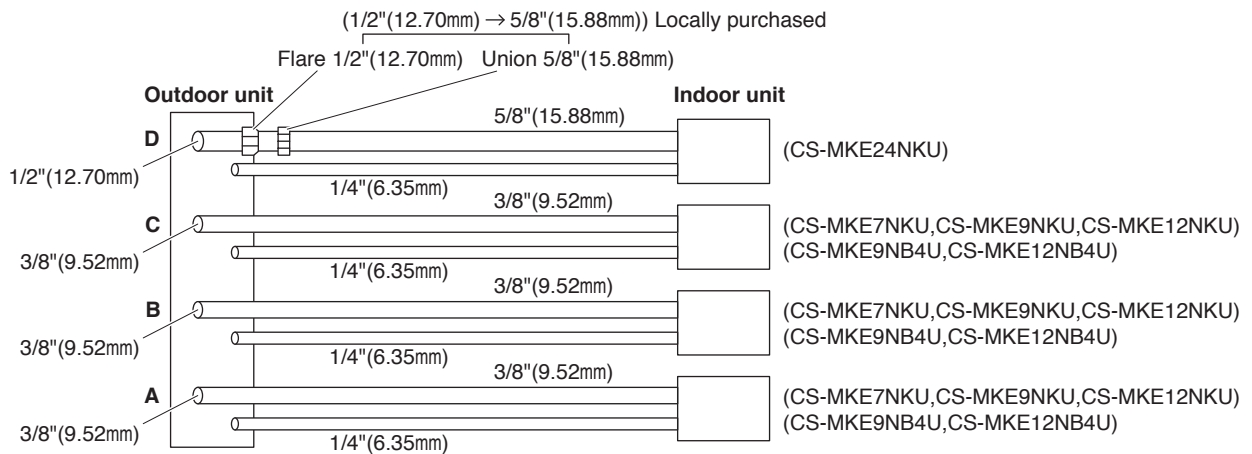 (1/2"(12.70mm) → 5/8"(15.88mm)) Locally purchased
Flare 1/2"(12.70mm) Union 5/8"(15.88mm)
Outdoor unit
Indoor unit
D
5/8"(15.88mm)
(CS-MKE24NKU)
1/2"(12.70mm)
1/4"(6.35mm)
C
3/8"(9.52mm)
(CS-MKE7NKU,CS-MKE9NKU,CS-MKE12NKU)
(CS-MKE9NB4U,CS-MKE12NB4U)
3/8"(9.52mm)
1/4"(6.35mm)
B
3/8"(9.52mm)
(CS-MKE7NKU,CS-MKE9NKU,CS-MKE12NKU)
(CS-MKE9NB4U,CS-MKE12NB4U)
3/8"(9.52mm)
1/4"(6.35mm)
A
3/8"(9.52mm)
(CS-MKE7NKU,CS-MKE9NKU,CS-MKE12NKU)
(CS-MKE9NB4U,CS-MKE12NB4U)
3/8"(9.52mm)
1/4"(6.35mm)